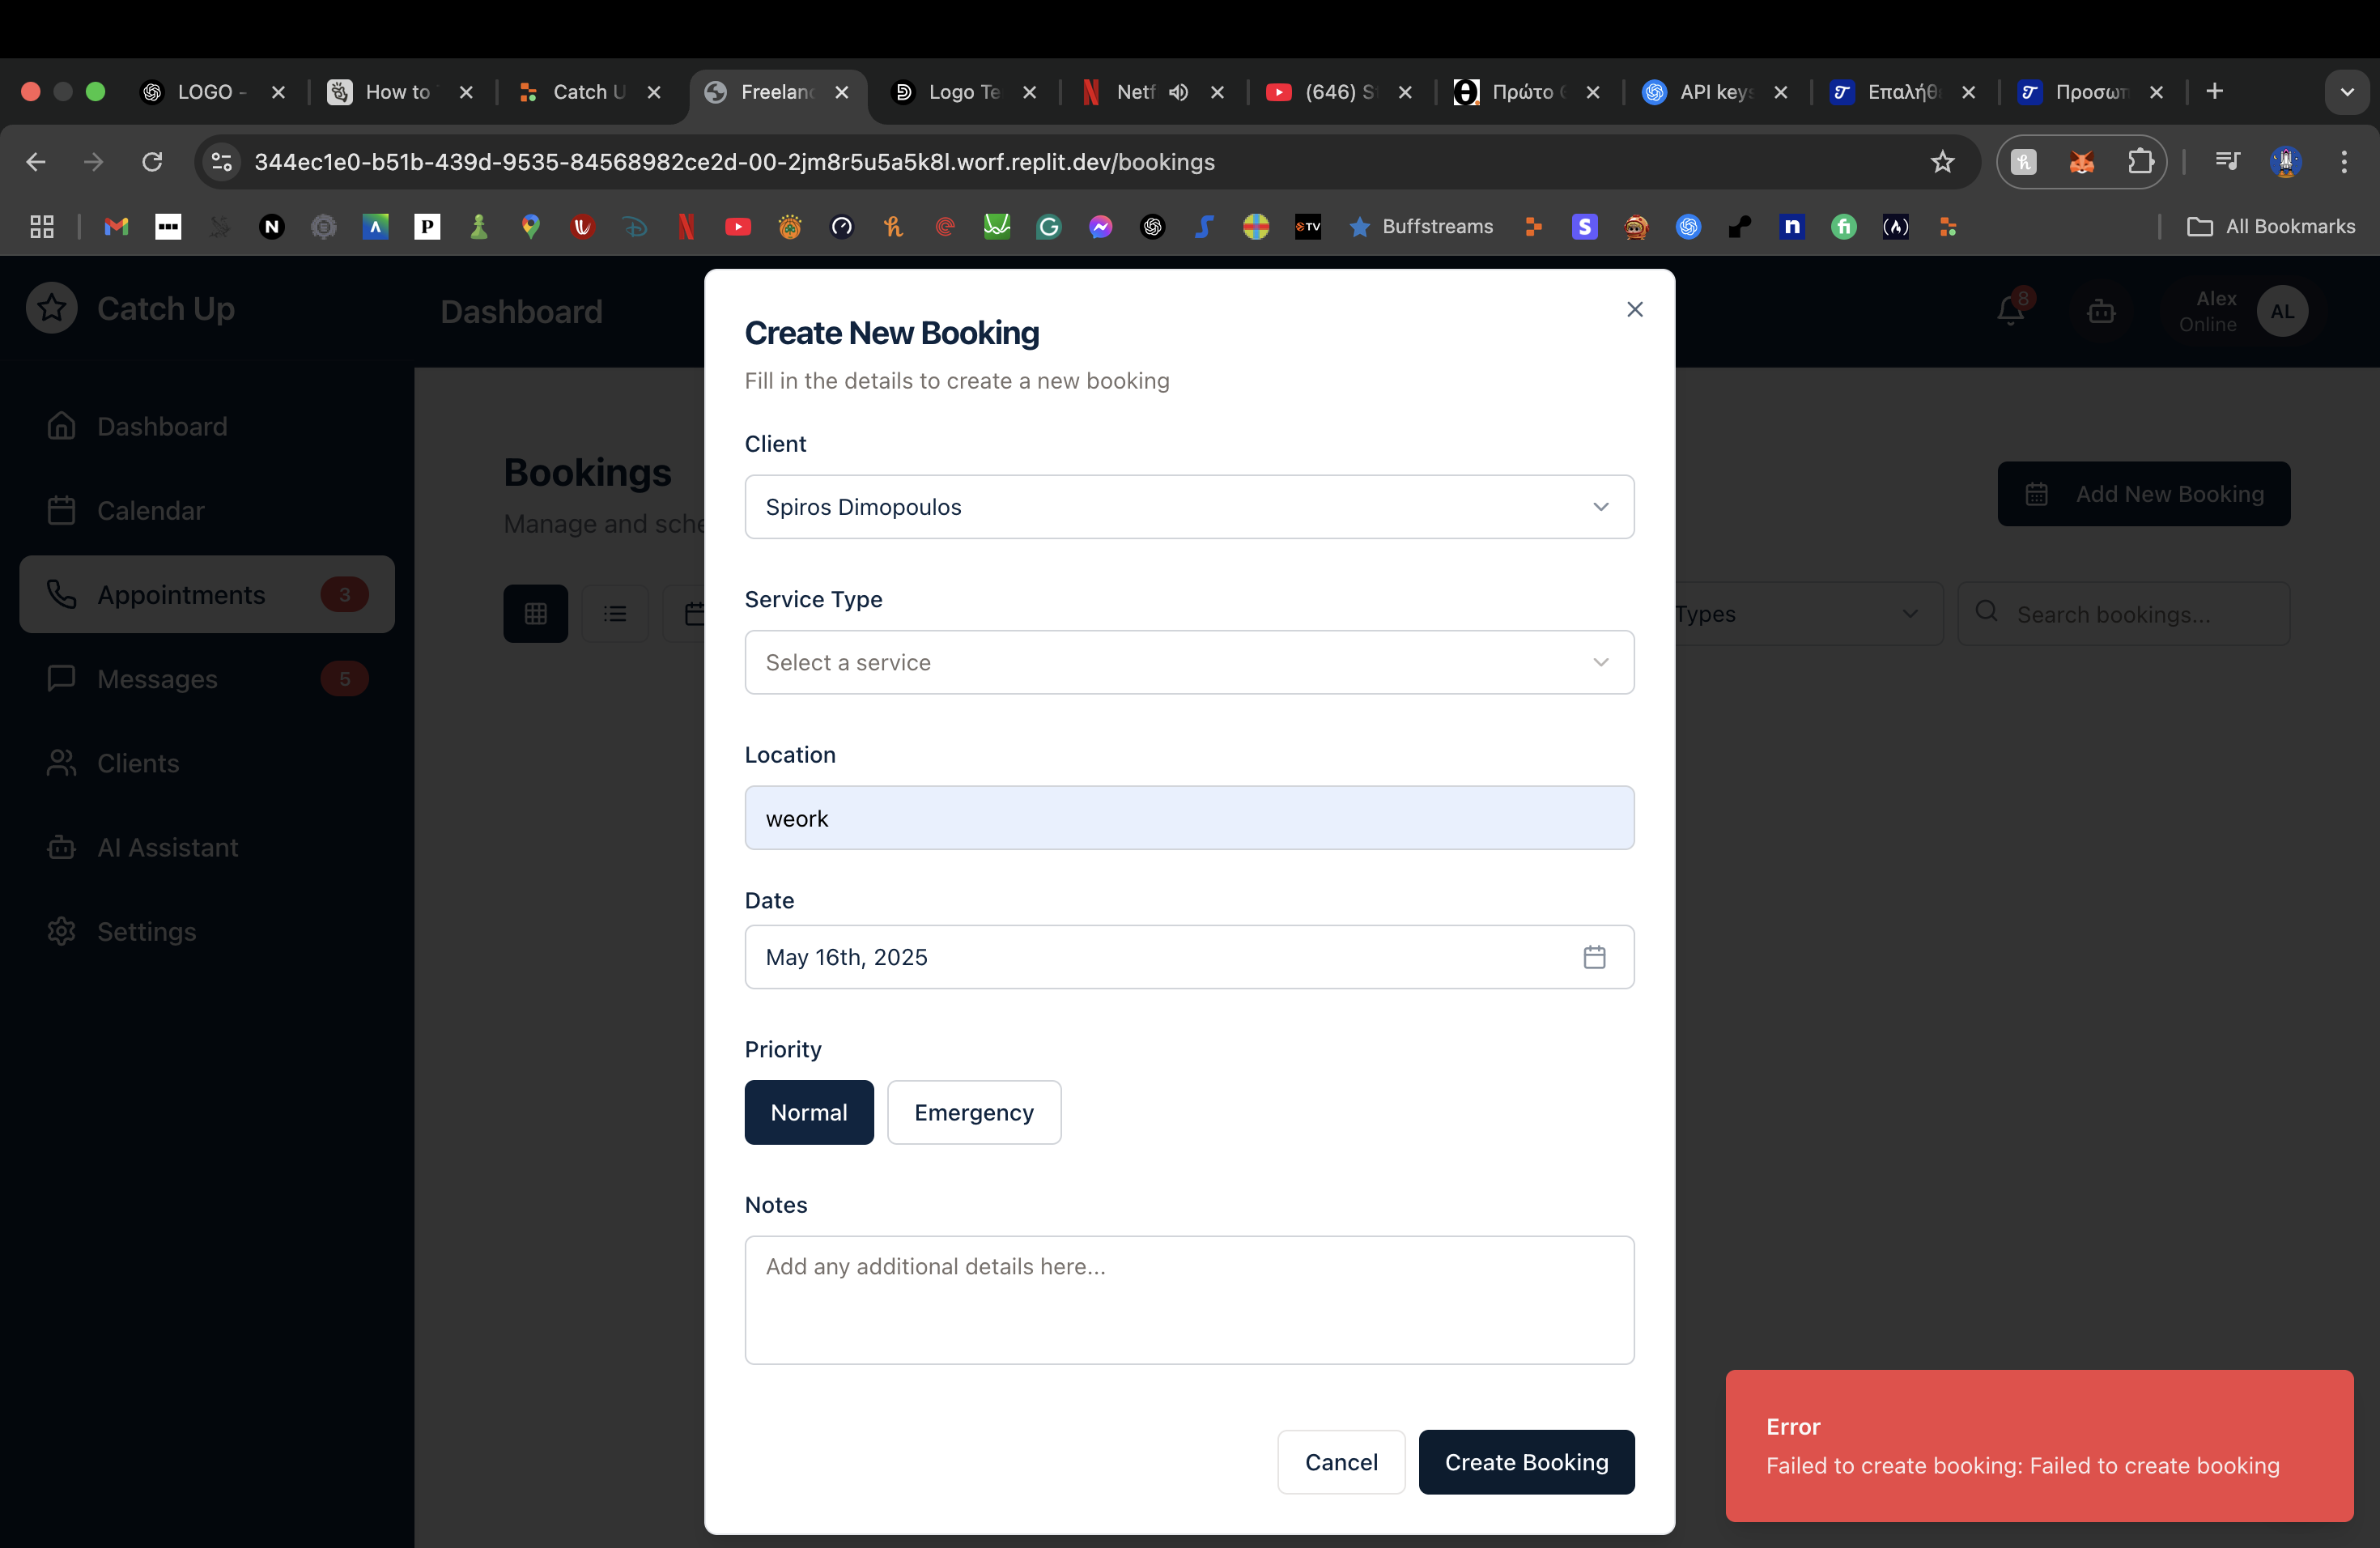 LOGO -
How to
Catch U
Freelanc
Logo Te
Netf
(646) S
Πρώτο
API keys
Επαλήθ
Προσωπ
344ec1e0-b51b-439d-9535-84568982ce2d-00-2jm8r5u5a5k8l.worf.replit.dev/bookings
Buffstreams
All Bookmarks
Catch Up
Dashboard
8
Alex
Online
AL
Dashboard
Calendar
Appointments 3
Messages 5
Clients
AI Assistant
Settings
Bookings
Manage and sche
Add New Booking
Types
Search bookings...
Create New Booking
Fill in the details to create a new booking
Client
Spiros Dimopoulos
Service Type
Select a service
Location
weork
Date
May 16th, 2025
Priority
Normal
Emergency
Notes
Add any additional details here...
Cancel
Create Booking
Error
Failed to create booking: Failed to create booking